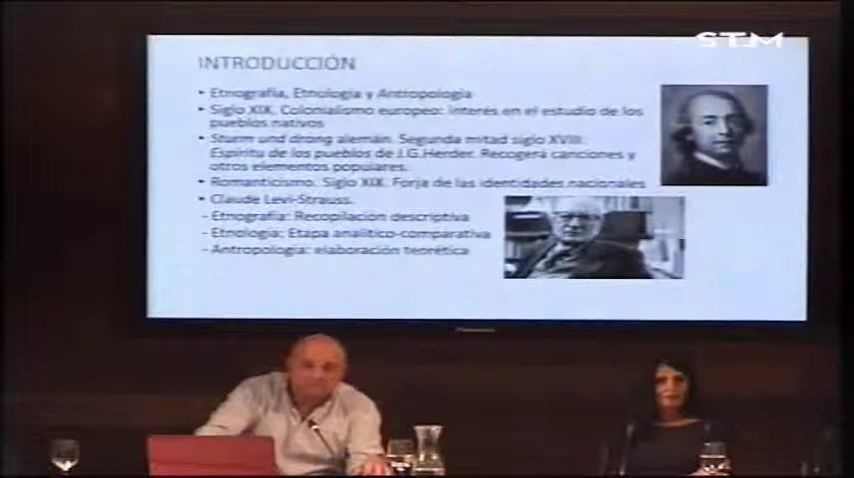 STM
INTRODUCCIÓN
• Etnografía, Etnología y Antropología
• Siglo XIX. Colonialismo europeo: interés en el estudio de los
pueblos nativos
• Sturm und drong alemán. Segunda mitad siglo XVIII:
Espíritu de los pueblos de J.G.Herder. Recogerá canciones y
otros elementos populares.
• Romanticismo. Siglo XIX. Forja de las identidades nacionales
• Claude Levi-Strauss.
- Etnografía: Recopilación descriptiva
- Etnología: Etapa analítico-comparativa
- Antropología: elaboración teorética